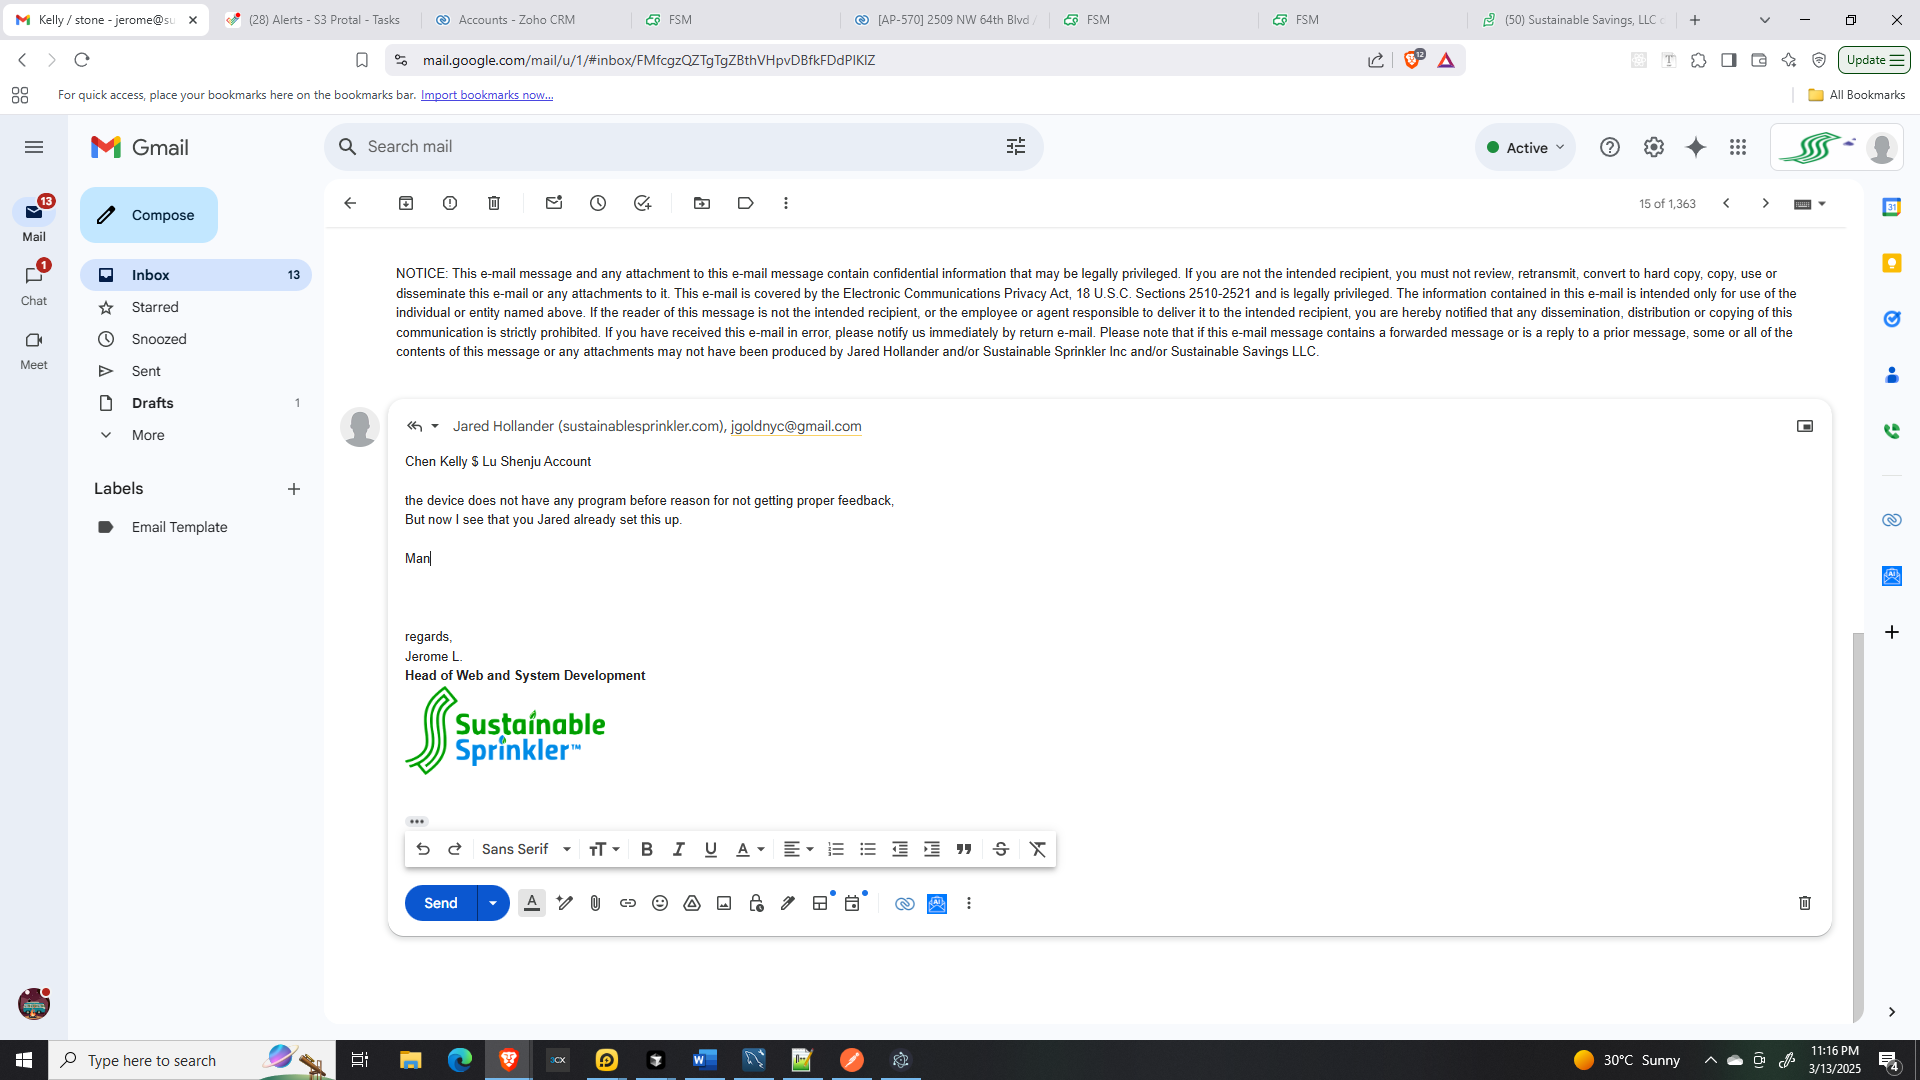 Kelly / stone - jerome@su
(28) Alerts - S3 Protal - Tasks
Accounts - Zoho CRM
FSM
[AP-570] 2509 NW 64th Blvd /
FSM
FSM
(50) Sustainable Savings, LLC
mail.google.com/mail/u/1/#inbox/FMfcgzQZTgTgZBthVHpvDBfkFDdPlKlZ
12
Update
For quick access, place your bookmarks here on the bookmarks bar. Import bookmarks now...
All Bookmarks
Gmail
Search mail
Active
13
Mail
1
Chat
Meet
Compose
Inbox 13
Starred
Snoozed
Sent
Drafts 1
More
Labels
Email Template
15 of 1,363
31
NOTICE: This e-mail message and any attachment to this e-mail message contain confidential information that may be legally privileged. If you are not the intended recipient, you must not review, retransmit, convert to hard copy, copy, use or
disseminate this e-mail or any attachments to it. This e-mail is covered by the Electronic Communications Privacy Act, 18 U.S.C. Sections 2510-2521 and is legally privileged. The information contained in this e-mail is intended only for use of the
individual or entity named above. If the reader of this message is not the intended recipient, or the employee or agent responsible to deliver it to the intended recipient, you are hereby notified that any dissemination, distribution or copying of this
communication is strictly prohibited. If you have received this e-mail in error, please notify us immediately by return e-mail. Please note that if this e-mail message contains a forwarded message or is a reply to a prior message, some or all of the
contents of this message or any attachments may not have been produced by Jared Hollander and/or Sustainable Sprinkler Inc and/or Sustainable Savings LLC.
Jared Hollander (sustainablesprinkler.com), jgoldnyc@gmail.com
Chen Kelly $ Lu Shenju Account
the device does not have any program before reason for not getting proper feedback,
But now I see that you Jared already set this up.
Man
regards,
Jerome L.
Head of Web and System Development
Sustainable
Sprinkler™
Sans Serif
Send
Type here to search
30°C Sunny
11:16 PM
3/13/2025
4